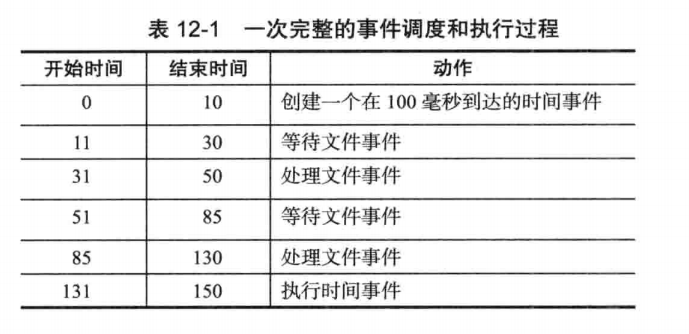 表 12-1 一次完整的事件调度和执行过程
开始时间 结束时间 动作
0 10 创建一个在 100 毫秒到达的时间事件
11 30 等待文件事件
31 50 处理文件事件
51 85 等待文件事件
85 130 处理文件事件
131 150 执行时间事件